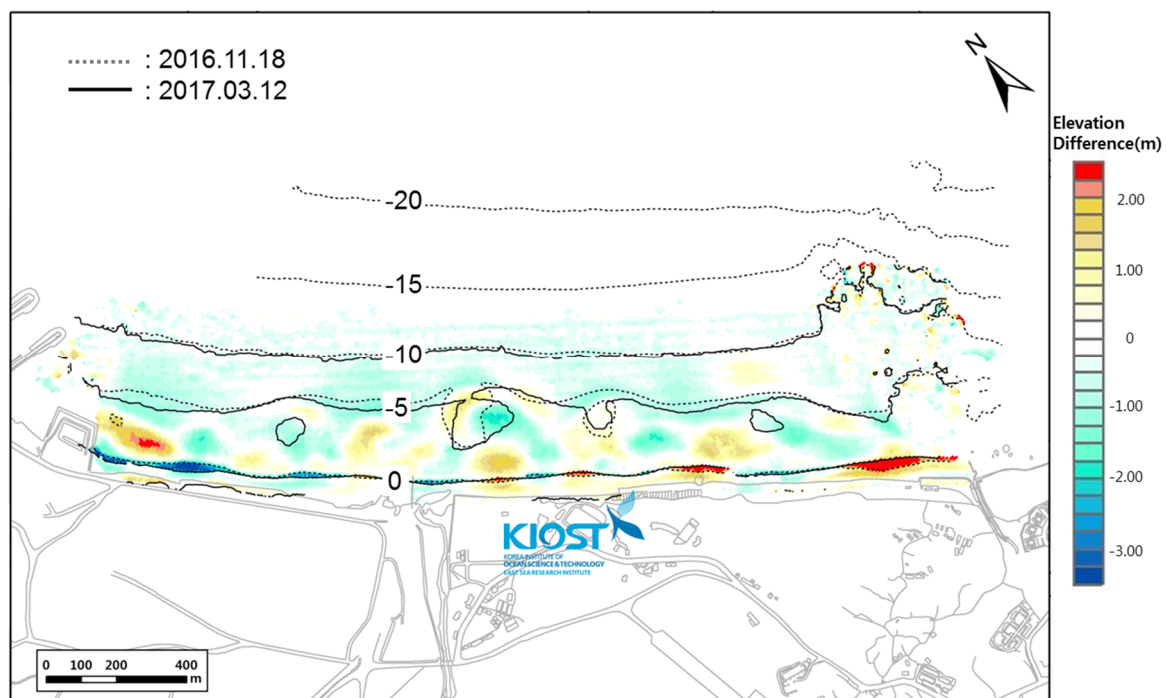 : 2016.11.18
: 2017.03.12
N
Elevation
Difference(m)
2.00
1.00
0
-1.00
-2.00
-3.00
-20
-15
-10
-5
0
KIOST
KOREA INSTITUTE OF
OCEAN SCIENCE & TECHNOLOGY
EAST SEA RESEARCH INSTITUTE
0 100 200 400
m